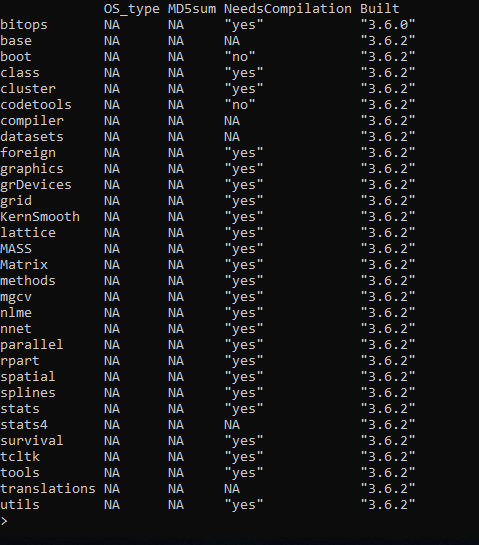 OS_type MD5sum NeedsCompilation Built
bitops NA NA "yes" "3.6.0"
base NA NA NA "3.6.2"
boot NA NA "no" "3.6.2"
class NA NA "yes" "3.6.2"
cluster NA NA "yes" "3.6.2"
codetools NA NA "no" "3.6.2"
compiler NA NA NA "3.6.2"
datasets NA NA NA "3.6.2"
foreign NA NA "yes" "3.6.2"
graphics NA NA "yes" "3.6.2"
grDevices NA NA "yes" "3.6.2"
grid NA NA "yes" "3.6.2"
KernSmooth NA NA "yes" "3.6.2"
lattice NA NA "yes" "3.6.2"
MASS NA NA "yes" "3.6.2"
Matrix NA NA "yes" "3.6.2"
methods NA NA "yes" "3.6.2"
mgcv NA NA "yes" "3.6.2"
nlme NA NA "yes" "3.6.2"
nnet NA NA "yes" "3.6.2"
parallel NA NA "yes" "3.6.2"
rpart NA NA "yes" "3.6.2"
spatial NA NA "yes" "3.6.2"
splines NA NA "yes" "3.6.2"
stats NA NA "yes" "3.6.2"
stats4 NA NA NA "3.6.2"
survival NA NA "yes" "3.6.2"
tcltk NA NA "yes" "3.6.2"
tools NA NA "yes" "3.6.2"
translations NA NA NA "3.6.2"
utils NA NA "yes" "3.6.2"
>